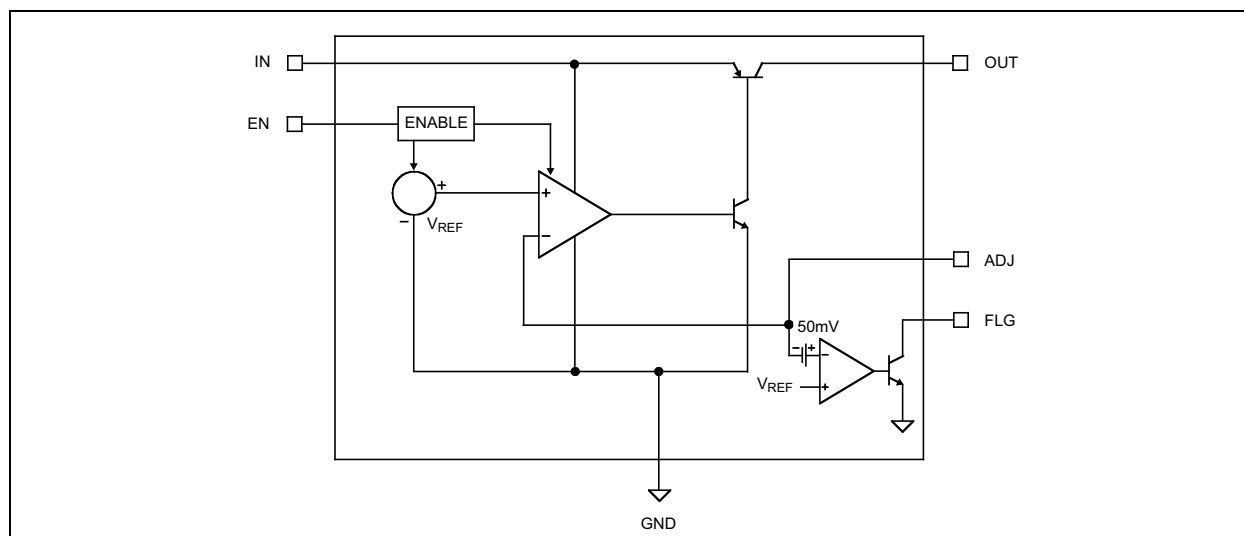 IN
OUT
EN
ENABLE
+
+
−
V_REF
−
ADJ
50mV
− +
−
FLG
V_REF
+
GND